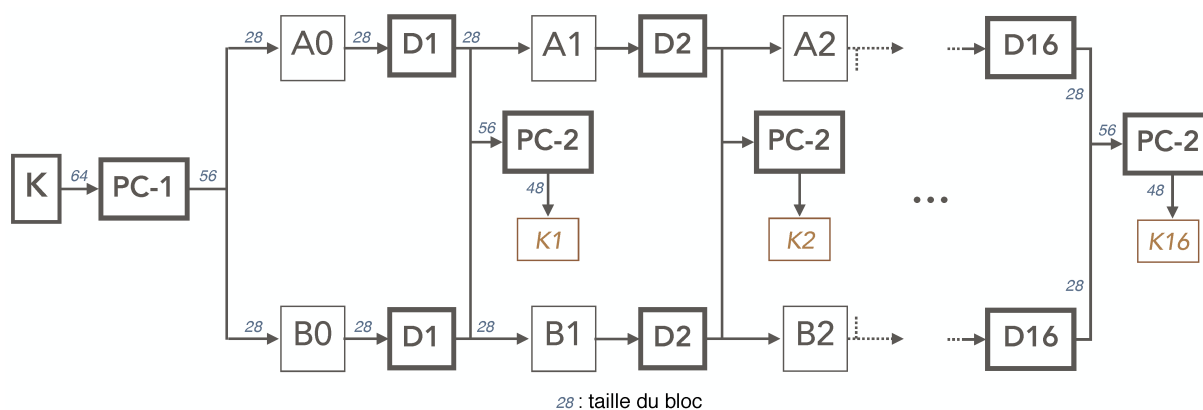 28 A0 28 D1 28 A1 D2 A2 D16
28
56 PC-2 PC-2 56 PC-2
K 64 PC-1 56
48 48
K1 K2 ... K16
28
28 B0 28 D1 28 B1 D2 B2 D16
28 : taille du bloc